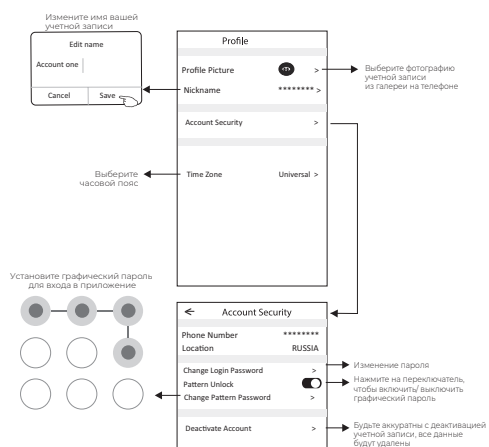 Измените имя вашей
учетной записи
Edit name
Account one
Cancel
Save
Profile
Profile Picture >
Nickname ******** >
Account Security >
Time Zone Universal >
Выберите фотографию
учетной записи
из галереи на телефоне
Выберите
часовой пояс
Установите графический пароль
для входа в приложение
Account Security
Phone Number ********
Location RUSSIA
Change Login Password >
Pattern Unlock
Change Pattern Password >
Deactivate Account >
Изменение пароля
Нажмите на переключатель,
чтобы включить/ выключить
графический пароль
Будьте аккуратны с деактивацией
учетной записи, все данные
будут удалены